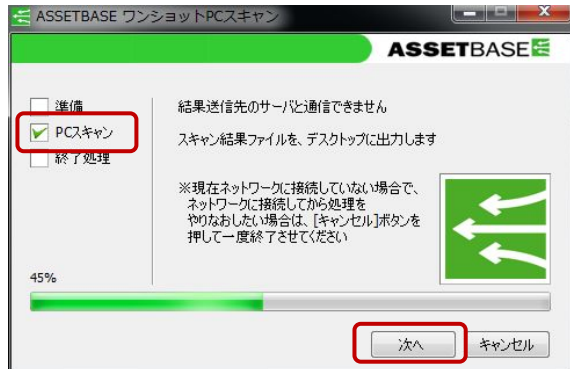 ASSETBASE ワンショットPCスキャン
ASSETBASE
準備
PCスキャン
終了処理
結果送信先のサーバと通信できません
スキャン結果ファイルを、デスクトップに出力します
※現在ネットワークに接続していない場合で、
ネットワークに接続してから処理を
やりなおしたい場合は、[キャンセル]ボタンを
押して一度終了させてください
45%
次へ
キャンセル